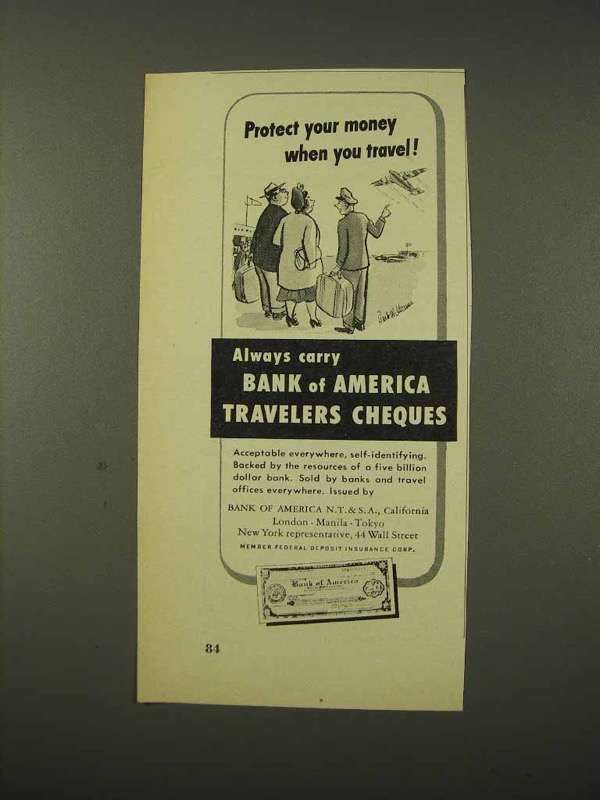 Protect your money
when you travel!
Always carry
BANK of AMERICA
TRAVELERS CHEQUES
Acceptable everywhere, self-identifying.
Backed by the resources of a five billion
dollar bank. Sold by banks and travel
offices everywhere. Issued by
BANK OF AMERICA N.T. & S.A., California
London · Manila · Tokyo
New York representative, 44 Wall Street
MEMBER FEDERAL DEPOSIT INSURANCE CORP.
Bank of America
84